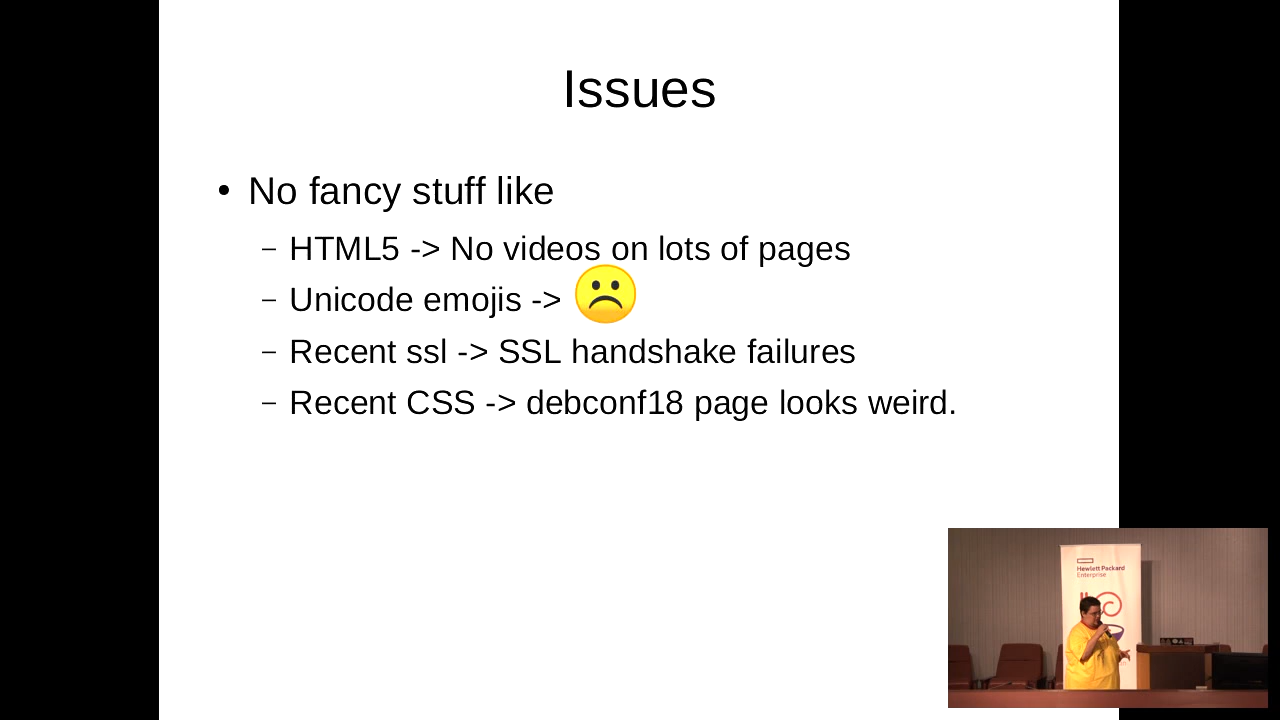 Issues
• No fancy stuff like
– HTML5 -> No videos on lots of pages
– Unicode emojis -> ☹
– Recent ssl -> SSL handshake failures
– Recent CSS -> debconf18 page looks weird.
Hewlett Packard
Enterprise